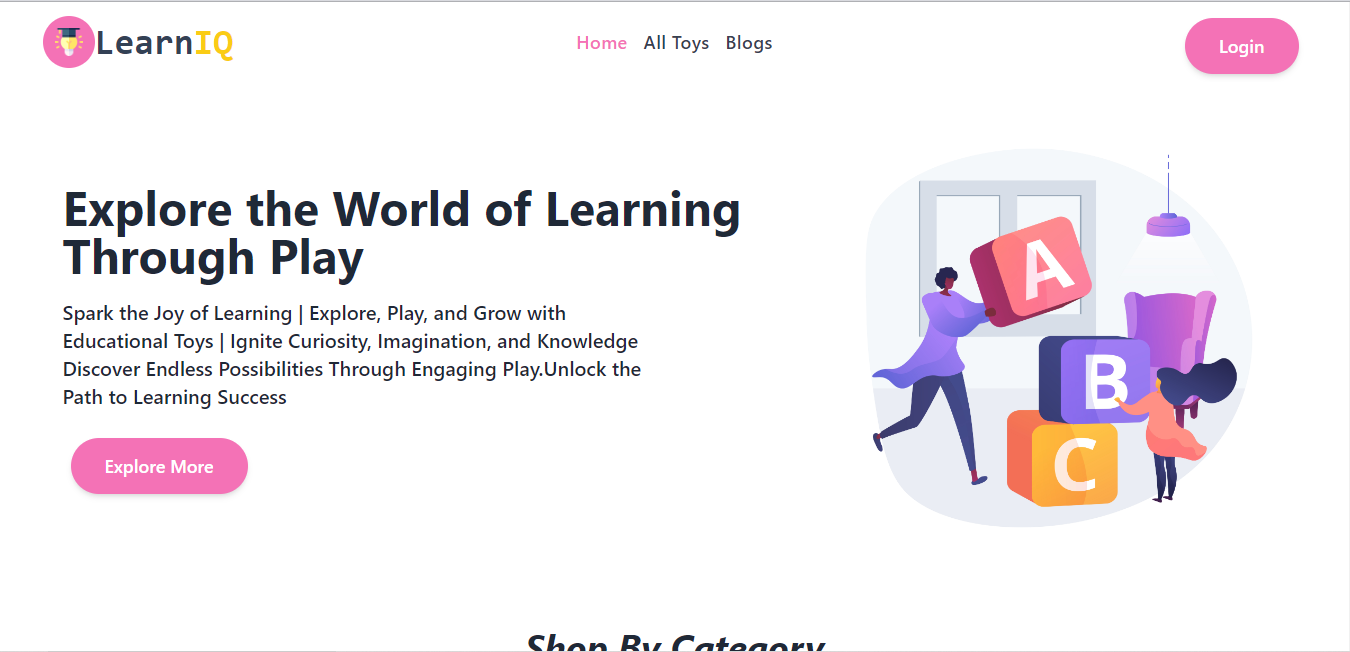 LearnIQ
Home All Toys Blogs
Login
Explore the World of Learning
Through Play
Spark the Joy of Learning | Explore, Play, and Grow with
Educational Toys | Ignite Curiosity, Imagination, and Knowledge
Discover Endless Possibilities Through Engaging Play.Unlock the
Path to Learning Success
Explore More
A
B
C
Shop By Category